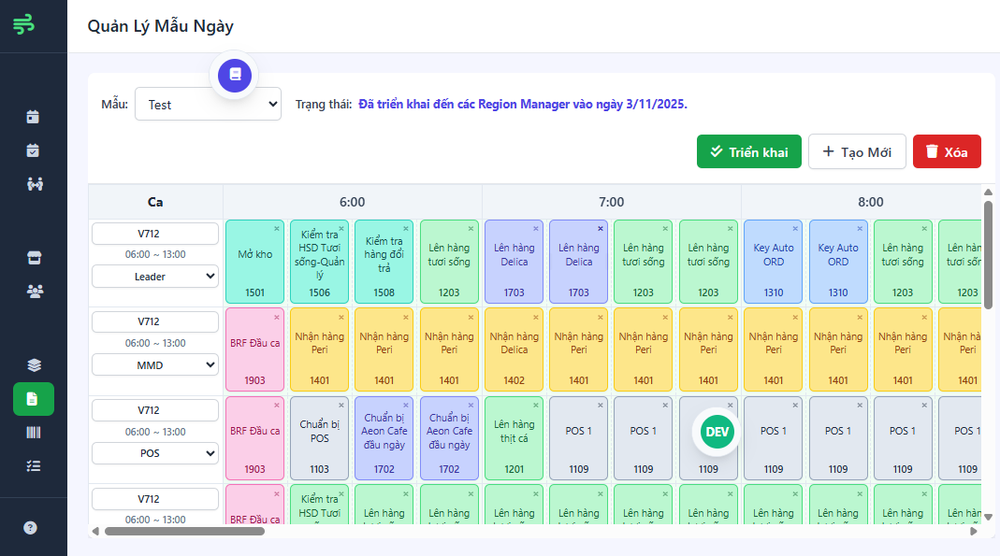 Quản Lý Mẫu Ngày
Mẫu: Test Trạng thái: Đã triển khai đến các Region Manager vào ngày 3/11/2025.
Triển khai Tạo Mới Xóa
Ca 6:00 7:00 8:00
V712
06:00 ~ 13:00
Leader
Mở kho
1501
Kiểm tra
HSD Tươi
sống-Quản
lý
1506
Kiểm tra
hàng đổi
trả
1508
Lên hàng
tươi sống
1203
Lên hàng
Delica
1703
Lên hàng
Delica
1703
Lên hàng
tươi sống
1203
Lên hàng
tươi sống
1203
Key Auto
ORD
1310
Key Auto
ORD
1310
Lên hàng
tươi sống
1203
Lên hàn
tươi sốn
1203
V712
06:00 ~ 13:00
MMD
BRF Đầu ca
1903
Nhận hàng
Peri
1401
Nhận hàng
Peri
1401
Nhận hàng
Peri
1401
Nhận hàng
Delica
1402
Nhận hàng
Peri
1401
Nhận hàng
Peri
1401
Nhận hàng
Peri
1401
Nhận hàng
Peri
1401
Nhận hàng
Peri
1401
Nhận hàng
Peri
1401
Nhận hà
Peri
1401
V712
06:00 ~ 13:00
POS
BRF Đầu ca
1903
Chuẩn bị
POS
1103
Chuẩn bị
Aeon Cafe
đầu ngày
1702
Chuẩn bị
Aeon Cafe
đầu ngày
1702
Lên hàng
thịt cá
1201
POS 1
1109
POS 1
1109
DEV
1109
POS 1
1109
POS 1
1109
POS 1
1109
POS 1
1109
V712
06:00 ~ 13:00
BRF Đầu ca
Kiểm tra
HSD Tươi
Lên hàng
Lên hàng
Lên hàng
Lên hàng
Lên hàng
Lên hàng
Lên hàng
Lên hàng
Lên hàng
Lên hàn